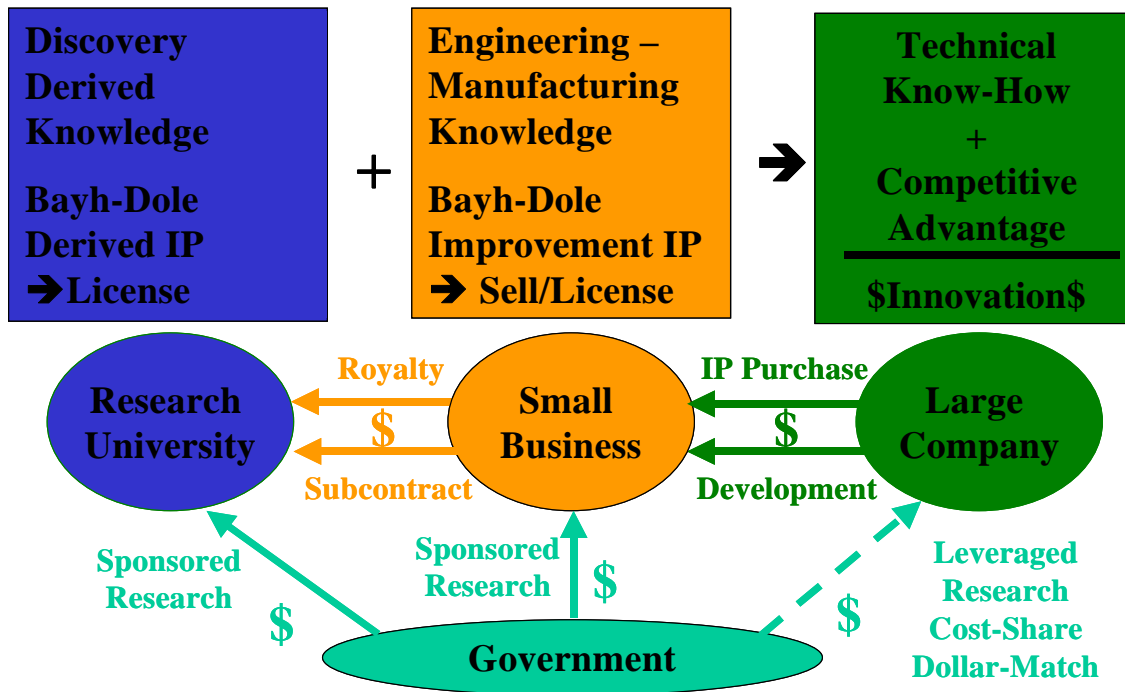 Discovery
Derived
Knowledge
Bayh-Dole
Derived IP
➔License
+
Engineering –
Manufacturing
Knowledge
Bayh-Dole
Improvement IP
➔ Sell/License
➔
Technical
Know-How
+
Competitive
Advantage
$Innovation$
Research
University
Royalty
$
Subcontract
Small
Business
IP Purchase
$
Development
Large
Company
Sponsored
Research
$
Sponsored
Research
$
$
Leveraged
Research
Cost-Share
Dollar-Match
Government